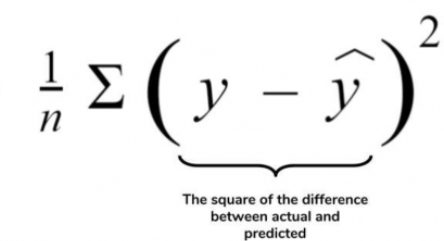 1/n Σ ( y − ŷ )²
The square of the difference
between actual and
predicted